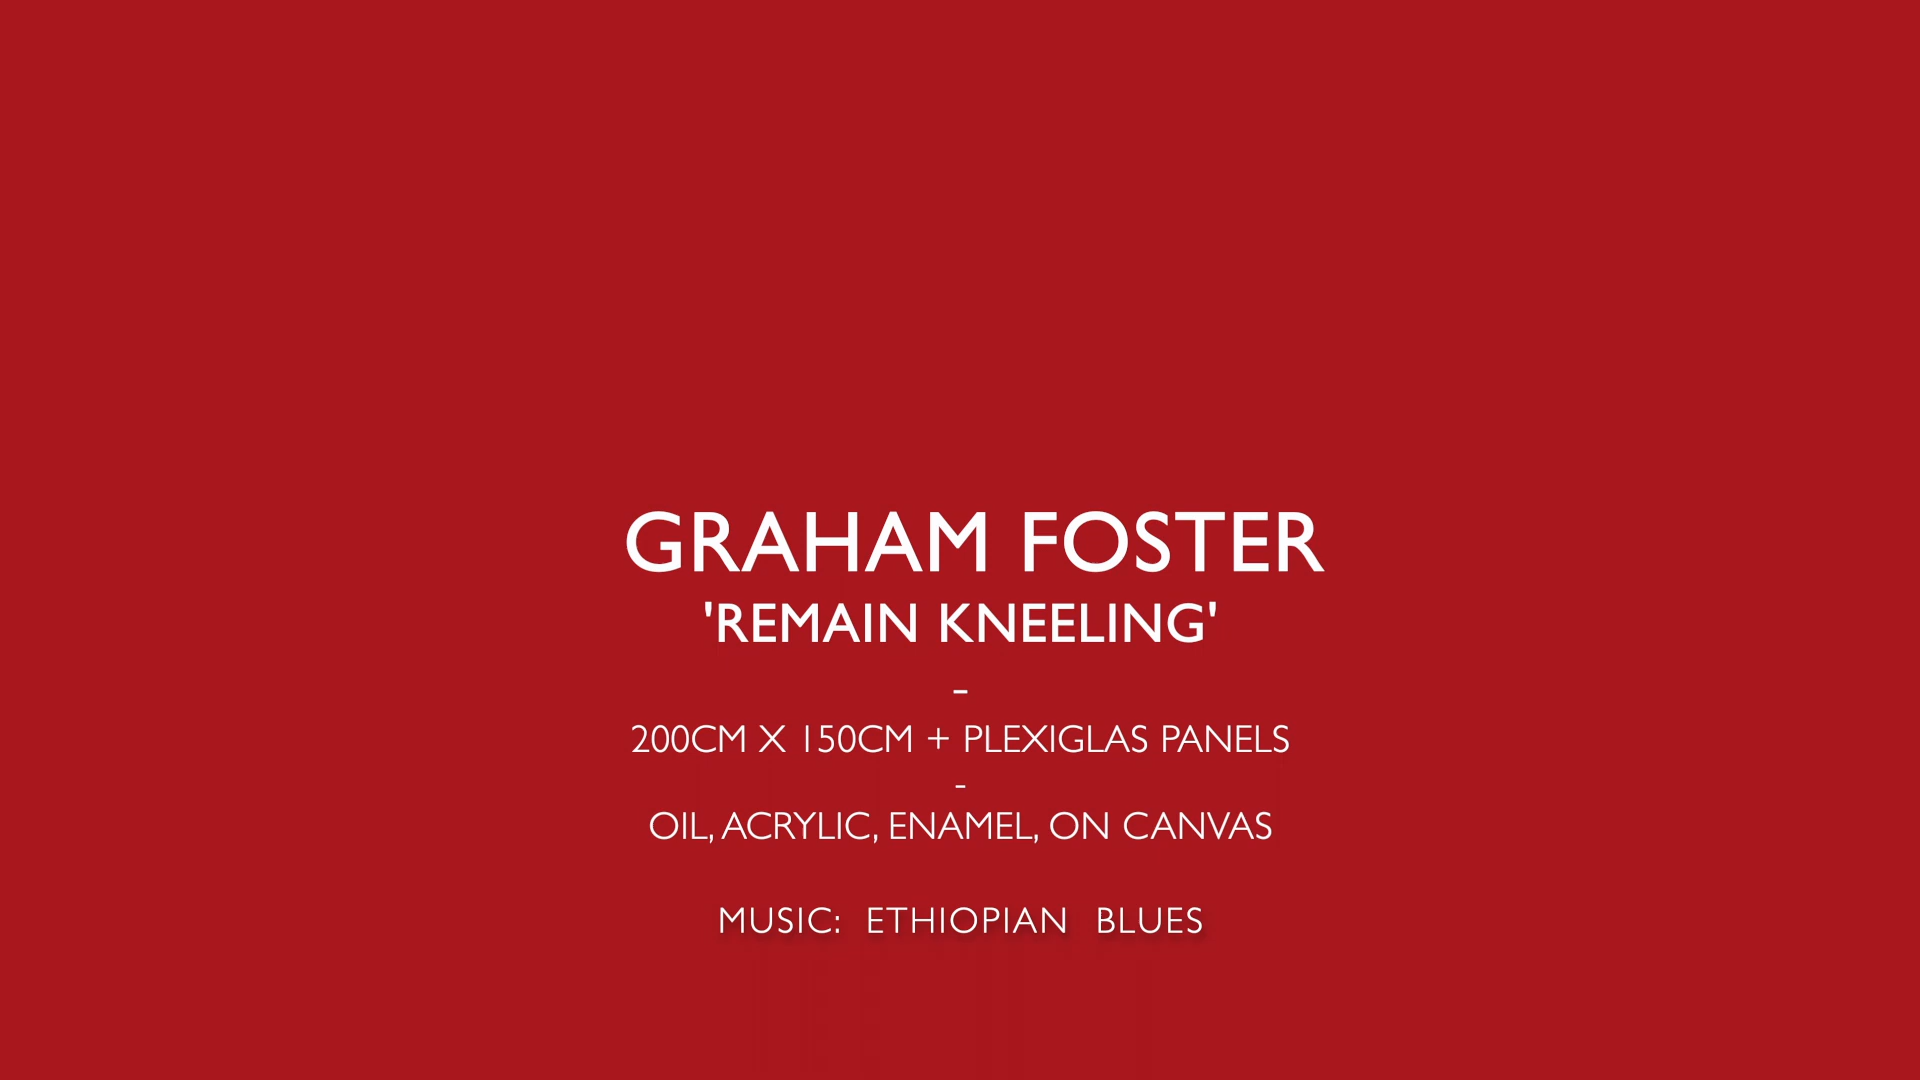 GRAHAM FOSTER
'REMAIN KNEELING'
-
200CM X 150CM + PLEXIGLAS PANELS
-
OIL, ACRYLIC, ENAMEL, ON CANVAS
MUSIC: ETHIOPIAN BLUES